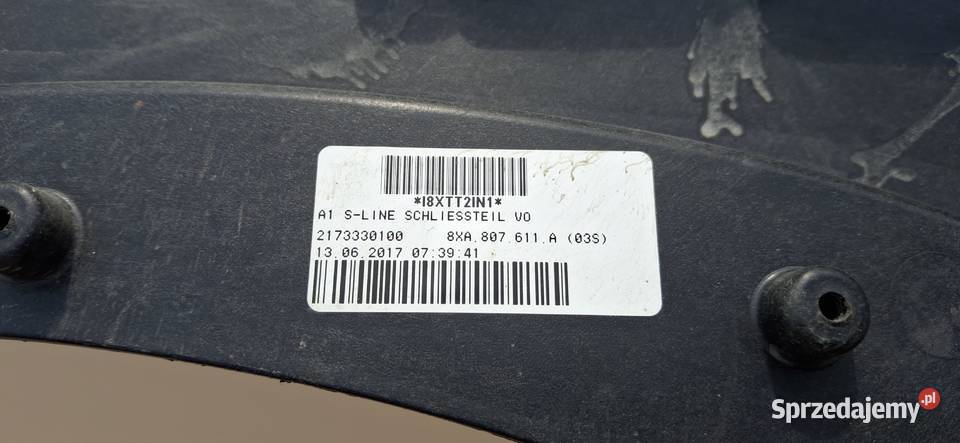 *I8XTT2IN1*
A1 S-LINE SCHLIESSTEIL VO
2173330100 8XA.807.611.A (03S)
13.06.2017 07:39:41
Sprzedajemy.pl